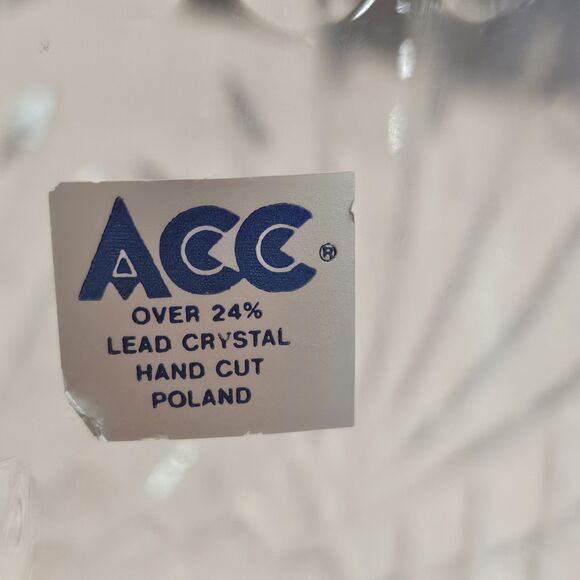 ACC®
OVER 24%
LEAD CRYSTAL
HAND CUT
POLAND